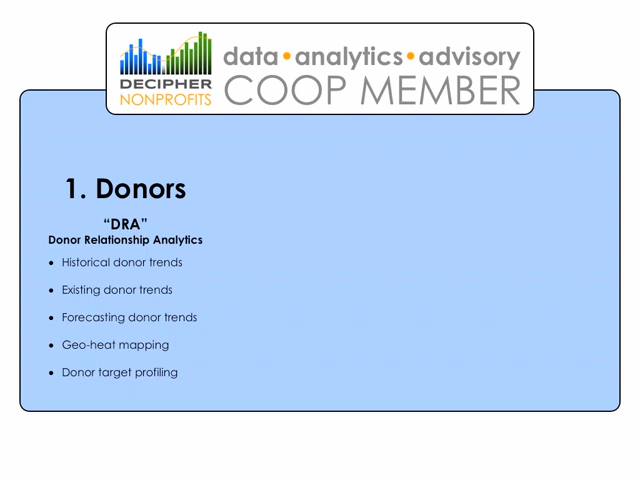 data•analytics•advisory
DECIPHER
NONPROFITS
COOP MEMBER
1. Donors
“DRA”
Donor Relationship Analytics
• Historical donor trends
• Existing donor trends
• Forecasting donor trends
• Geo-heat mapping
• Donor target profiling